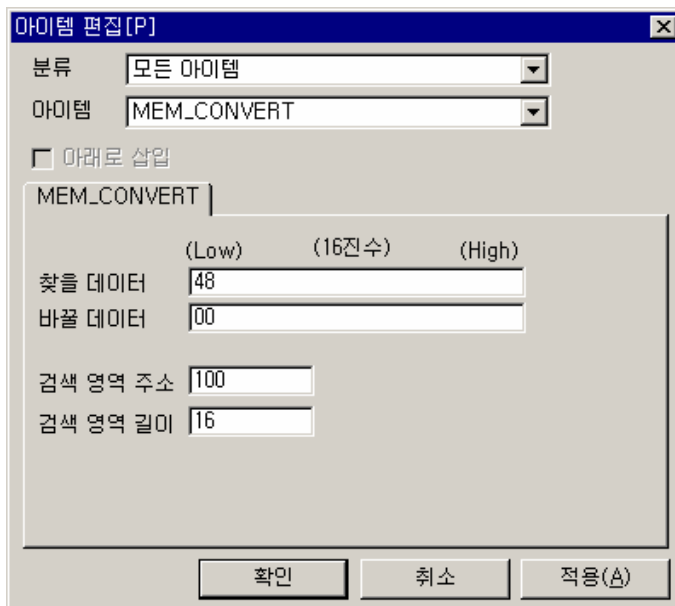 아이템 편집[P]
분류 모든 아이템
아이템 MEM_CONVERT
아래로 삽입
MEM_CONVERT
(Low) (16진수) (High)
찾을 데이터 48
바꿀 데이터 00
검색 영역 주소 100
검색 영역 길이 16
확인 취소 적용(A)